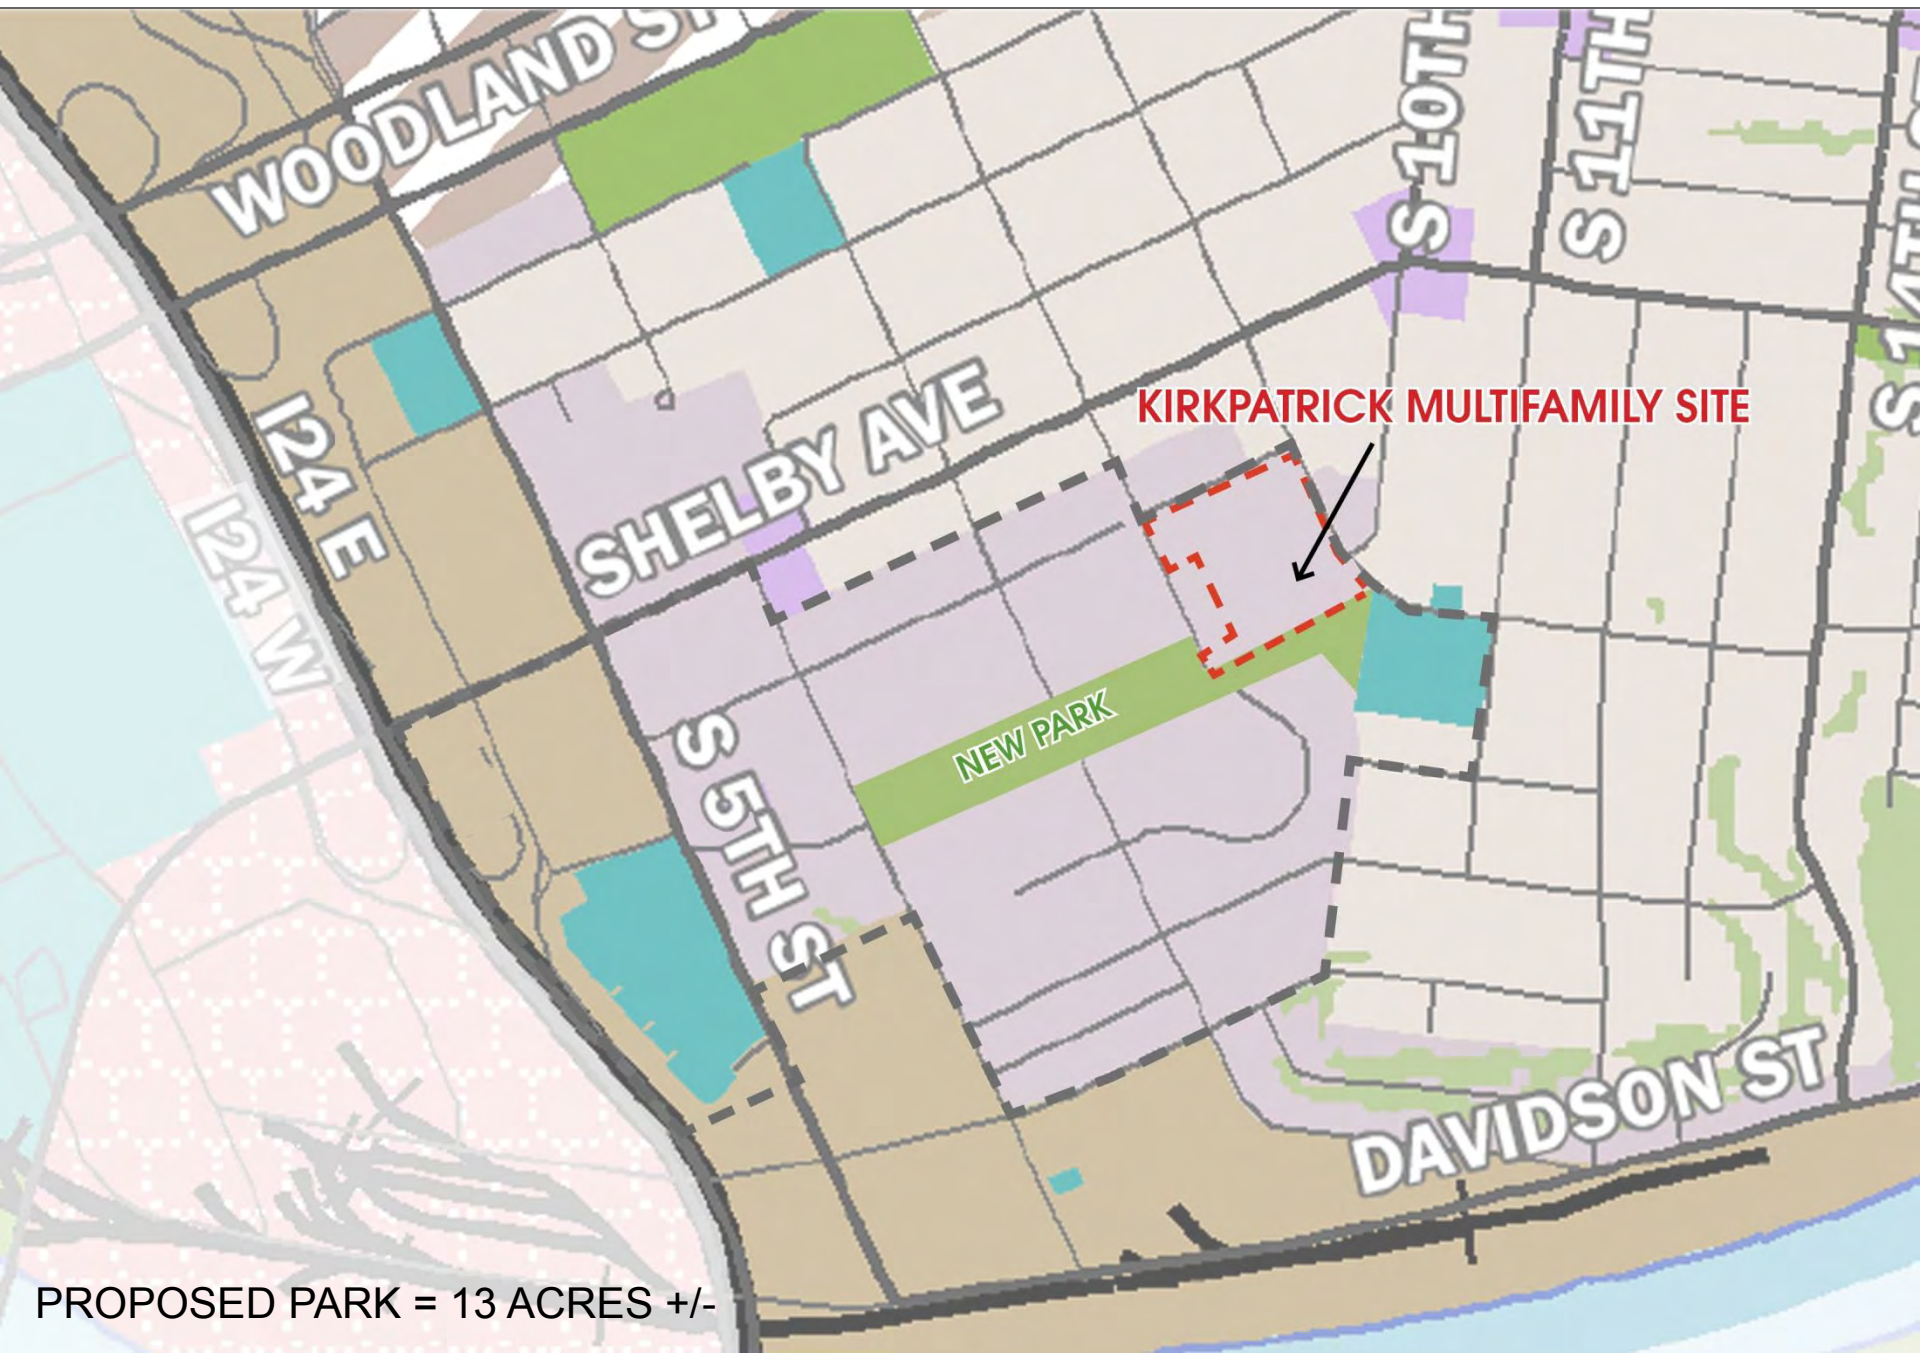 WOODLAND ST
S 10TH
S 11TH
S 14TH
KIRKPATRICK MULTIFAMILY SITE
SHELBY AVE
I24 E
I24 W
NEW PARK
S 5TH ST
DAVIDSON ST
PROPOSED PARK = 13 ACRES +/-